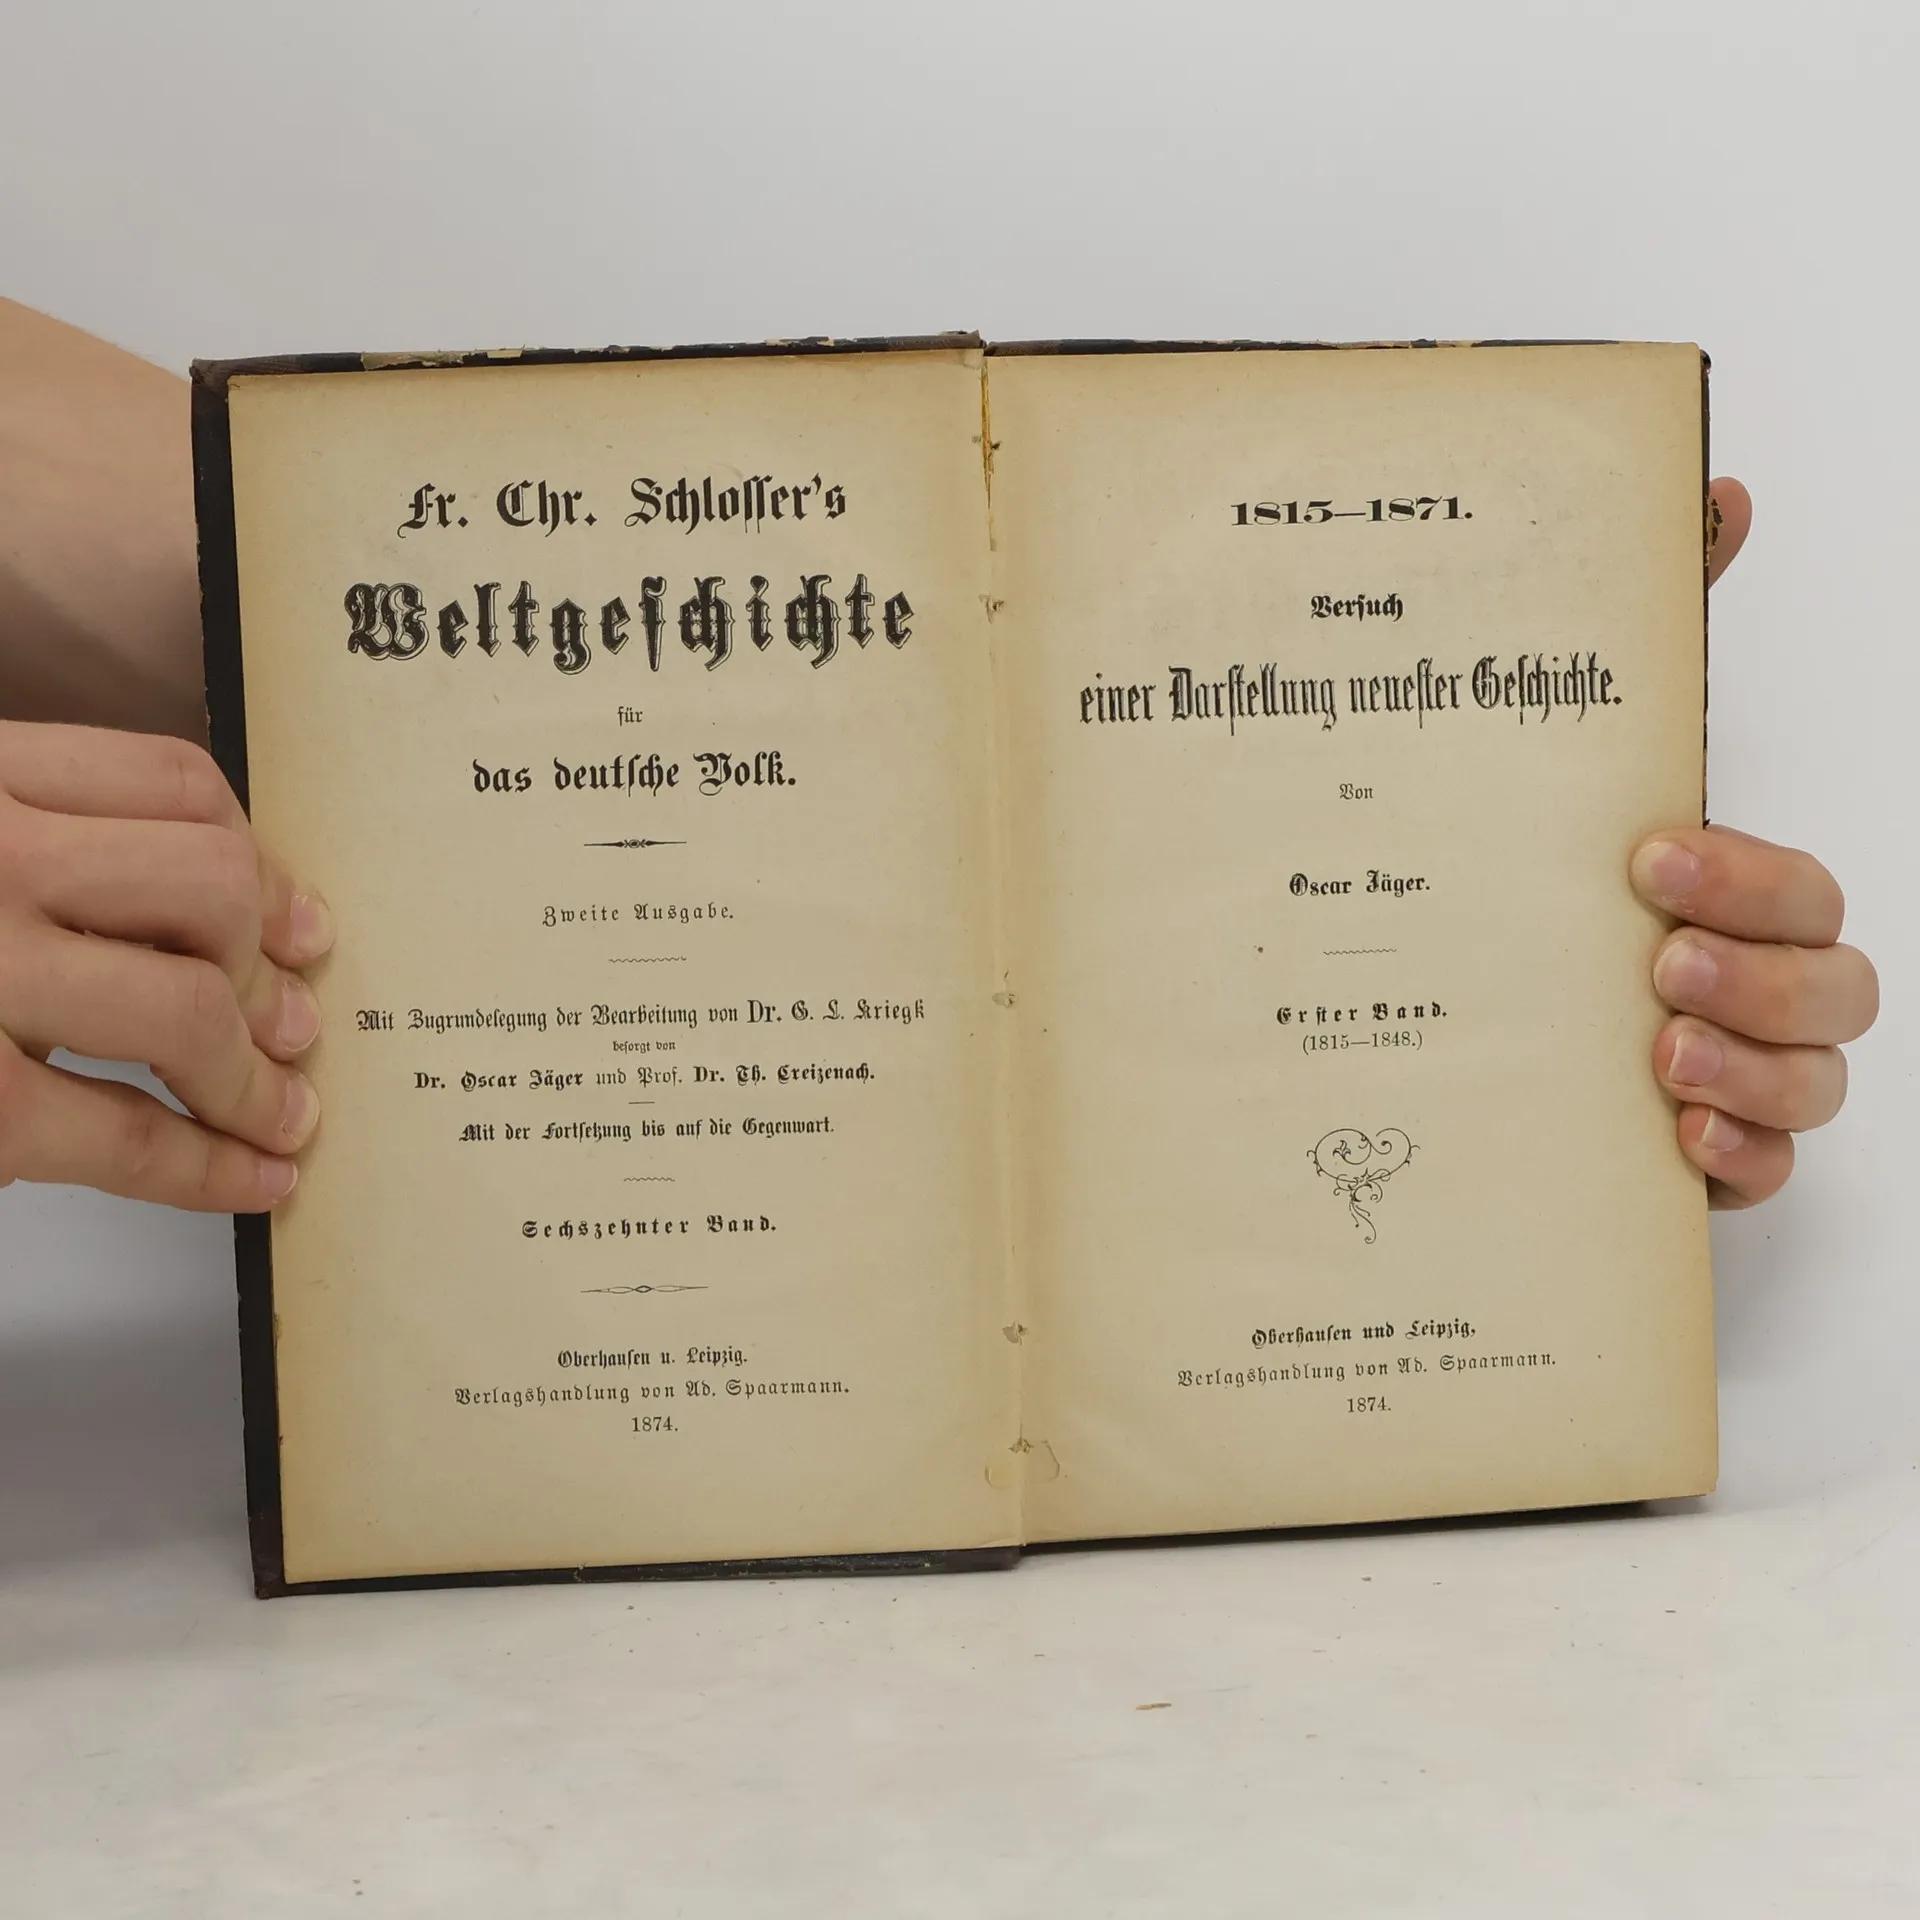 Fr. Chr. Schloſſer's
Weltgeſchichte
für
das deutſche Volk.
Zweite Ausgabe.
Mit Zugrundelegung der Bearbeitung von Dr. G. L. Kriegk
beſorgt von
Dr. Oscar Jäger und Prof. Dr. Th. Creizenach.
Mit der Fortſetzung bis auf die Gegenwart.
Sechszehnter Band.
Oberhauſen u. Leipzig.
Verlagshandlung von Ad. Spaarmann.
1874.
1815—1871.
Verſuch
einer Darſtellung neueſter Geſchichte.
Von
Oscar Jäger.
Erſter Band.
(1815—1848.)
Oberhauſen und Leipzig,
Verlagshandlung von Ad. Spaarmann.
1874.